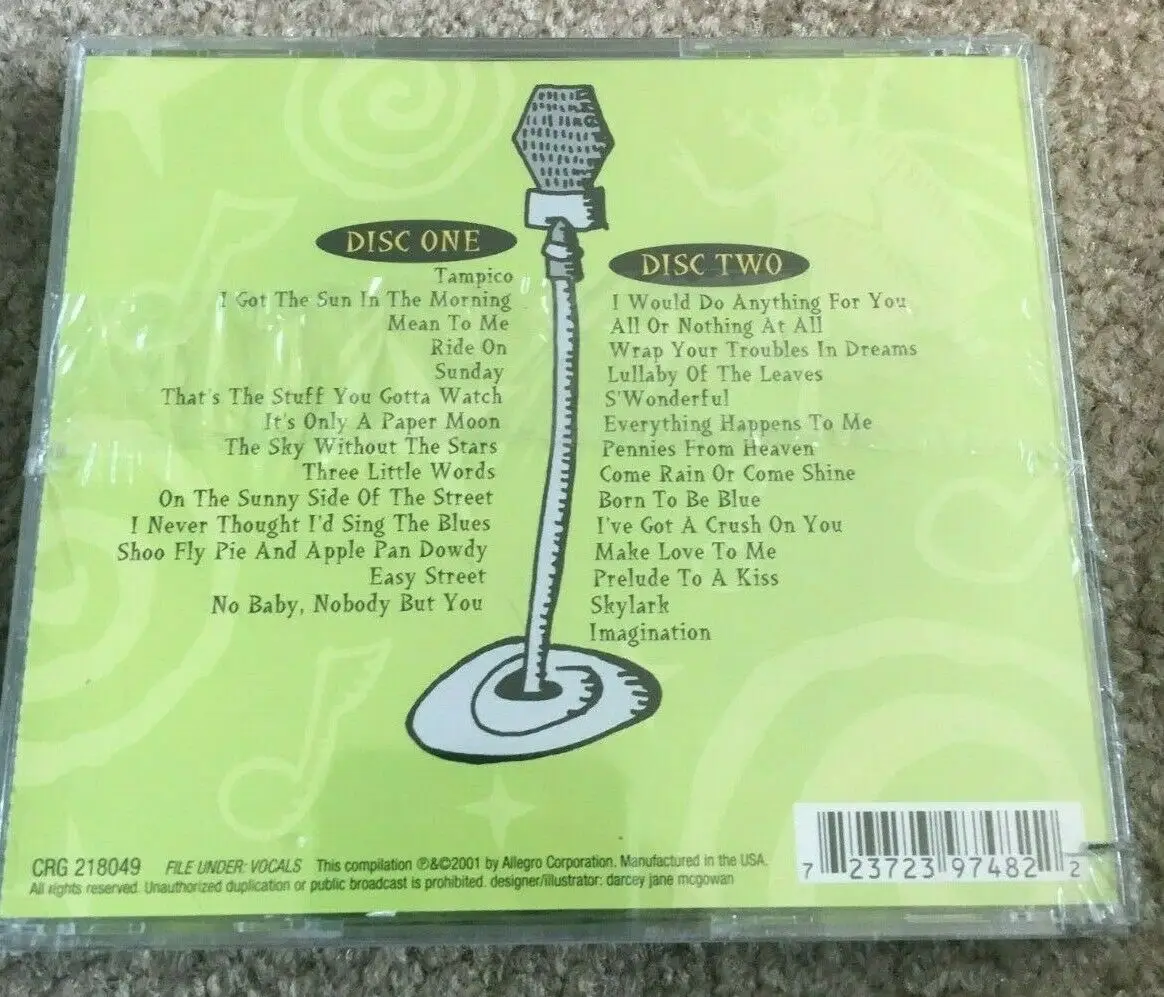 DISC ONE
Tampico
I Got The Sun In The Morning
Mean To Me
Ride On
Sunday
That's The Stuff You Gotta Watch
It's Only A Paper Moon
The Sky Without The Stars
Three Little Words
On The Sunny Side Of The Street
I Never Thought I'd Sing The Blues
Shoo Fly Pie And Apple Pan Dowdy
Easy Street
No Baby, Nobody But You
DISC TWO
I Would Do Anything For You
All Or Nothing At All
Wrap Your Troubles In Dreams
Lullaby Of The Leaves
S'Wonderful
Everything Happens To Me
Pennies From Heaven
Come Rain Or Come Shine
Born To Be Blue
I've Got A Crush On You
Make Love To Me
Prelude To A Kiss
Skylark
Imagination
CRG 218049 FILE UNDER: VOCALS This compilation ℗&©2001 by Allegro Corporation. Manufactured in the USA.
All rights reserved. Unauthorized duplication or public broadcast is prohibited. designer/illustrator: darcey jane mcgowan
7 23723 97482 2